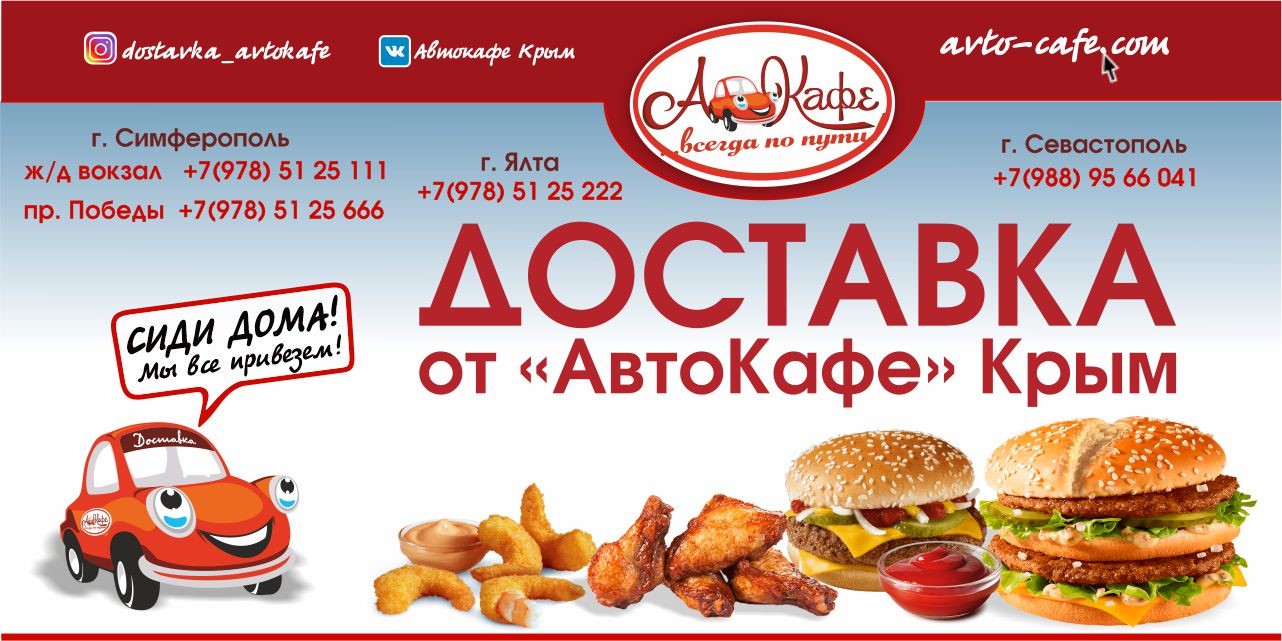 dostavka_avtokafe
Автокафе Крым
avto-cafe.com
АвтоКафе
...всегда по пути
г. Симферополь
ж/д вокзал +7(978) 51 25 111
пр. Победы +7(978) 51 25 666
г. Ялта
+7(978) 51 25 222
г. Севастополь
+7(988) 95 66 041
ДОСТАВКА
от «АвтоКафе» Крым
СИДИ ДОМА!
Мы все привезем!
Доставка